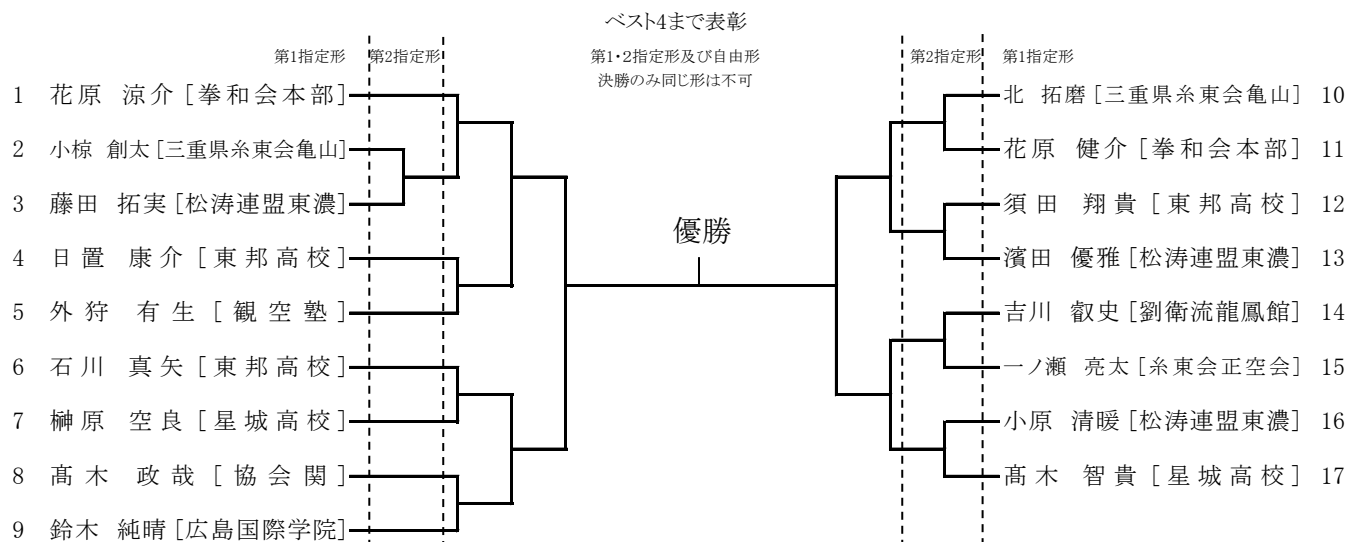 ベスト4まで表彰
第1指定形 第2指定形 第1・2指定形及び自由形 第2指定形 第1指定形
決勝のみ同じ形は不可
1 花原 涼介 [拳和会本部]
2 小椋 創太 [三重県糸東会亀山]
3 藤田 拓実 [松涛連盟東濃]
4 日置 康介 [東邦高校]
5 外狩 有生 [観空塾]
6 石川 真矢 [東邦高校]
7 榊原 空良 [星城高校]
8 髙木 政哉 [協会関]
9 鈴木 純晴 [広島国際学院]
優勝
北 拓磨 [三重県糸東会亀山] 10
花原 健介 [拳和会本部] 11
須田 翔貴 [東邦高校] 12
濱田 優雅 [松涛連盟東濃] 13
吉川 叡史 [劉衛流龍鳳館] 14
一ノ瀬 亮太 [糸東会正空会] 15
小原 清暖 [松涛連盟東濃] 16
髙木 智貴 [星城高校] 17